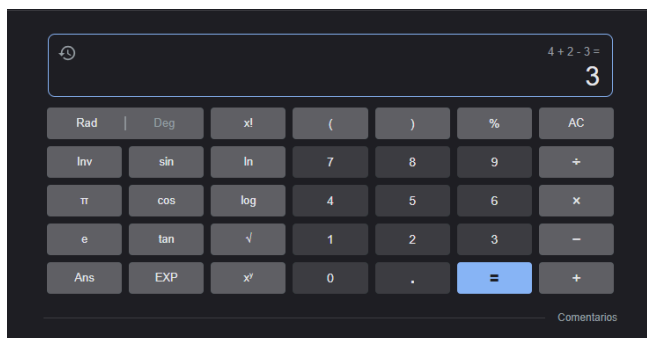 4 + 2 - 3 =
3
Rad | Deg x! ( ) % AC
Inv sin ln 7 8 9 ÷
π cos log 4 5 6 ×
e tan √ 1 2 3 −
Ans EXP xʸ 0 . = +
Comentarios